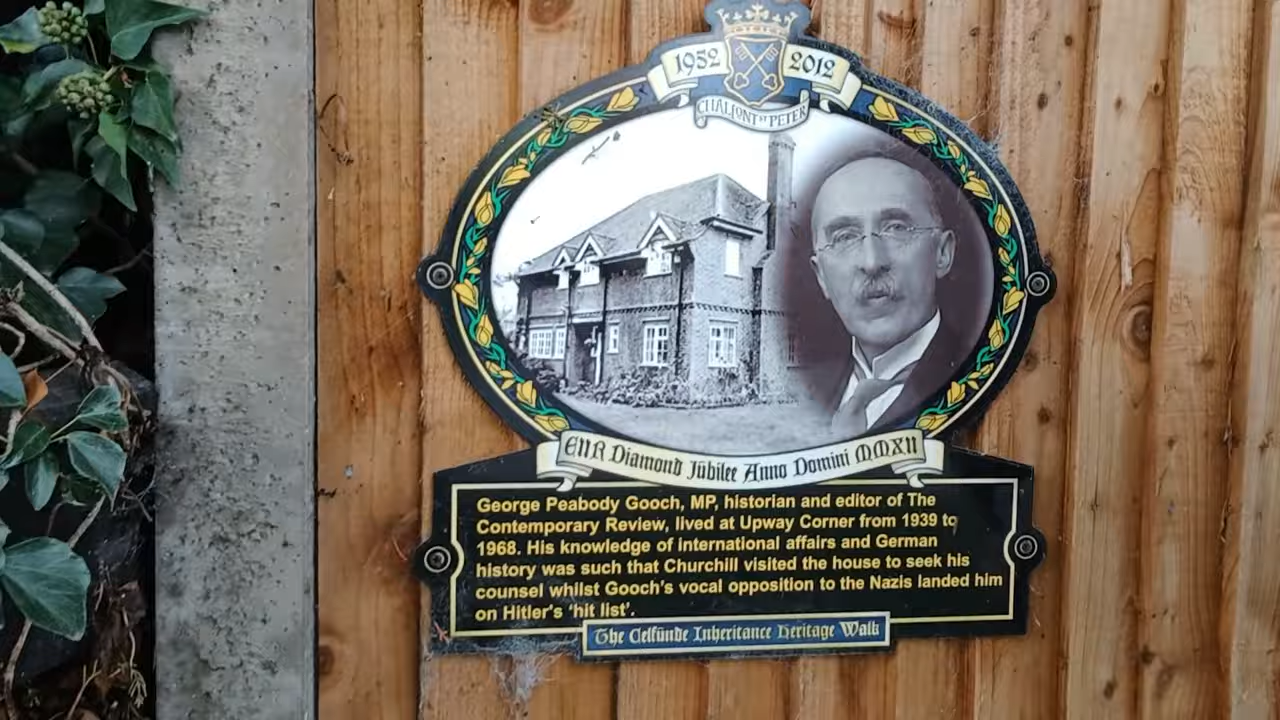 1952 2012
CHALFONT ST PETER
EIIR Diamond Jubilee Anno Domini MMXII
George Peabody Gooch, MP, historian and editor of The
Contemporary Review, lived at Upway Corner from 1939 to
1968. His knowledge of international affairs and German
history was such that Churchill visited the house to seek his
counsel whilst Gooch's vocal opposition to the Nazis landed him
on Hitler's 'hit list'.
The Celfünde Inheritance Heritage Walk